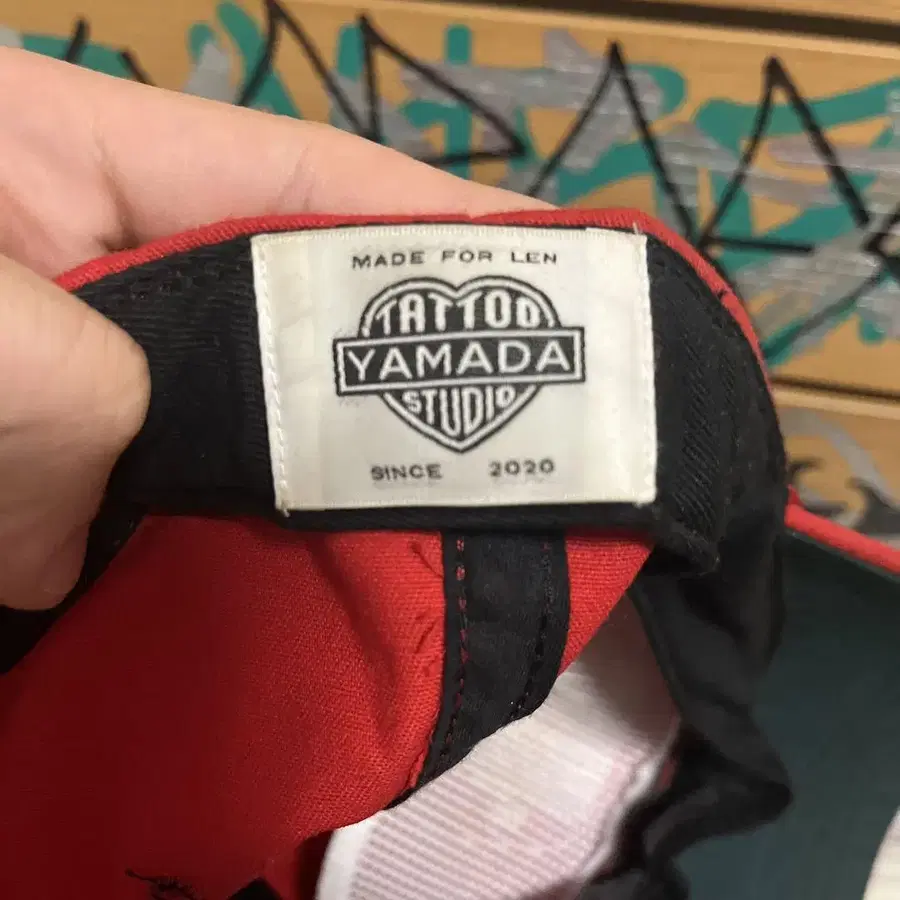 MADE FOR LEN
TATTOO
YAMADA
STUDIO
SINCE 2020